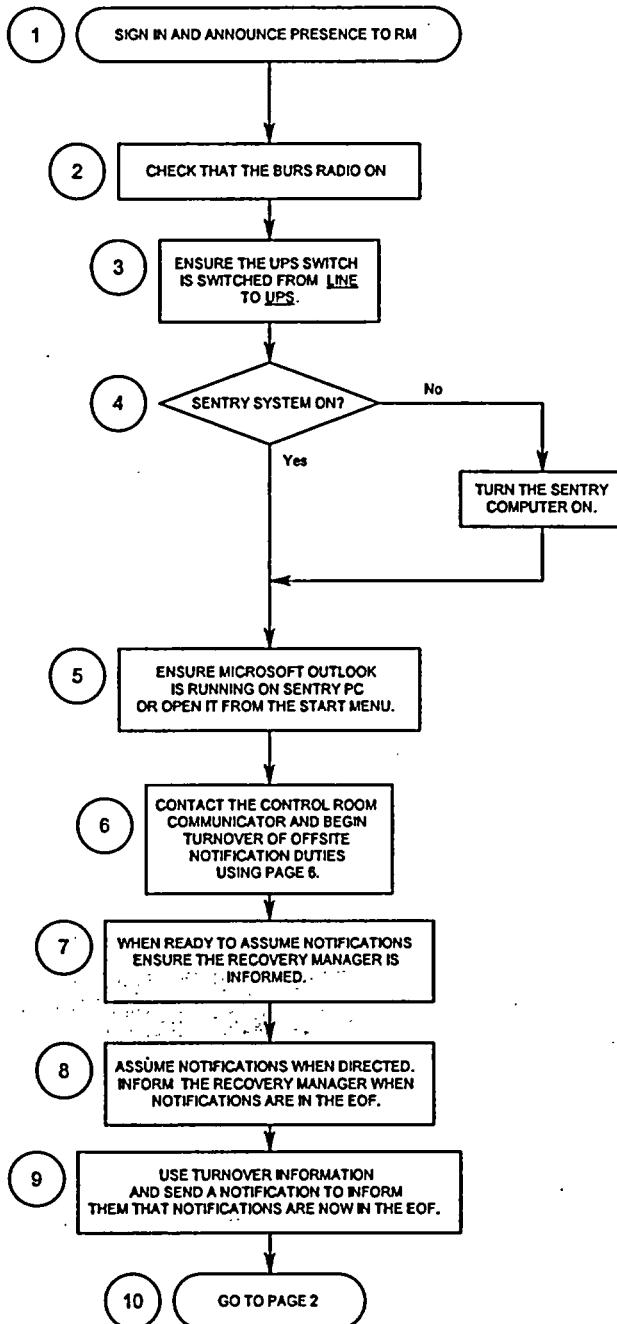 1
SIGN IN AND ANNOUNCE PRESENCE TO RM
2
CHECK THAT THE BURS RADIO ON
3
ENSURE THE UPS SWITCH
IS SWITCHED FROM LINE
TO UPS.
4
SENTRY SYSTEM ON?
No
Yes
TURN THE SENTRY
COMPUTER ON.
5
ENSURE MICROSOFT OUTLOOK
IS RUNNING ON SENTRY PC
OR OPEN IT FROM THE START MENU.
6
CONTACT THE CONTROL ROOM
COMMUNICATOR AND BEGIN
TURNOVER OF OFFSITE
NOTIFICATION DUTIES
USING PAGE 6.
7
WHEN READY TO ASSUME NOTIFICATIONS
ENSURE THE RECOVERY MANAGER IS
INFORMED.
8
ASSUME NOTIFICATIONS WHEN DIRECTED.
INFORM THE RECOVERY MANAGER WHEN
NOTIFICATIONS ARE IN THE EOF.
9
USE TURNOVER INFORMATION
AND SEND A NOTIFICATION TO INFORM
THEM THAT NOTIFICATIONS ARE NOW IN THE EOF.
10
GO TO PAGE 2